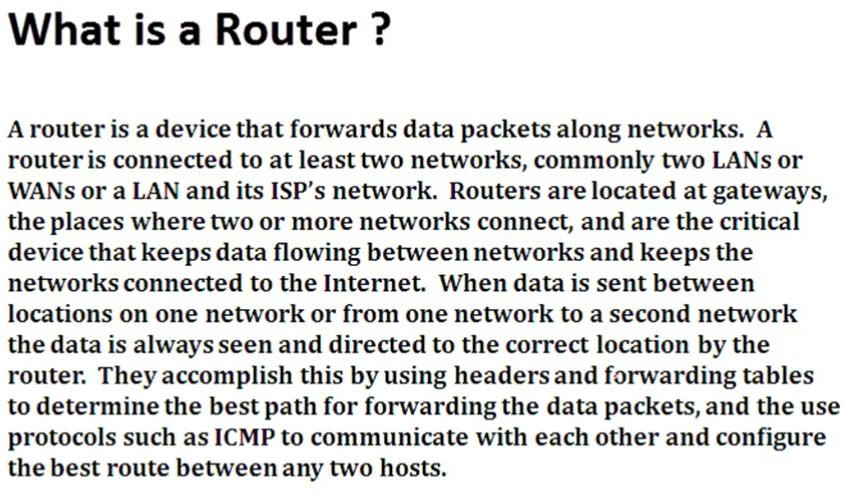 What is a Router ?
A router is a device that forwards data packets along networks.  A
router is connected to at least two networks, commonly two LANs or
WANs or a LAN and its ISP's network.  Routers are located at gateways,
the places where two or more networks connect, and are the critical
device that keeps data flowing between networks and keeps the
networks connected to the Internet.  When data is sent between
locations on one network or from one network to a second network
the data is always seen and directed to the correct location by the
router.  They accomplish this by using headers and forwarding tables
to determine the best path for forwarding the data packets, and the use
protocols such as ICMP to communicate with each other and configure
the best route between any two hosts.